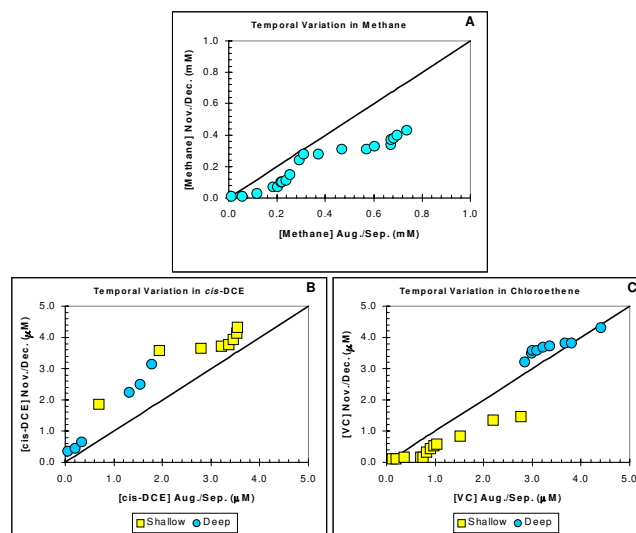 A
Temporal Variation in Methane
[Methane] Nov./Dec. (mM)
1.0
0.8
0.6
0.4
0.2
0.0
0.0 0.2 0.4 0.6 0.8 1.0
[Methane] Aug./Sep. (mM)
B
Temporal Variation in cis-DCE
[cis-DCE] Nov./Dec. (μM
5.0
4.0
3.0
2.0
1.0
0.0
0.0 1.0 2.0 3.0 4.0 5.0
[cis-DCE] Aug./Sep. (μM)
Shallow Deep
C
Temporal Variation in Chloroethene
[VC] Nov./Dec. (μM)
5.0
4.0
3.0
2.0
1.0
0.0
0.0 1.0 2.0 3.0 4.0 5.0
[VC] Aug./Sep. (μM)
Shallow Deep